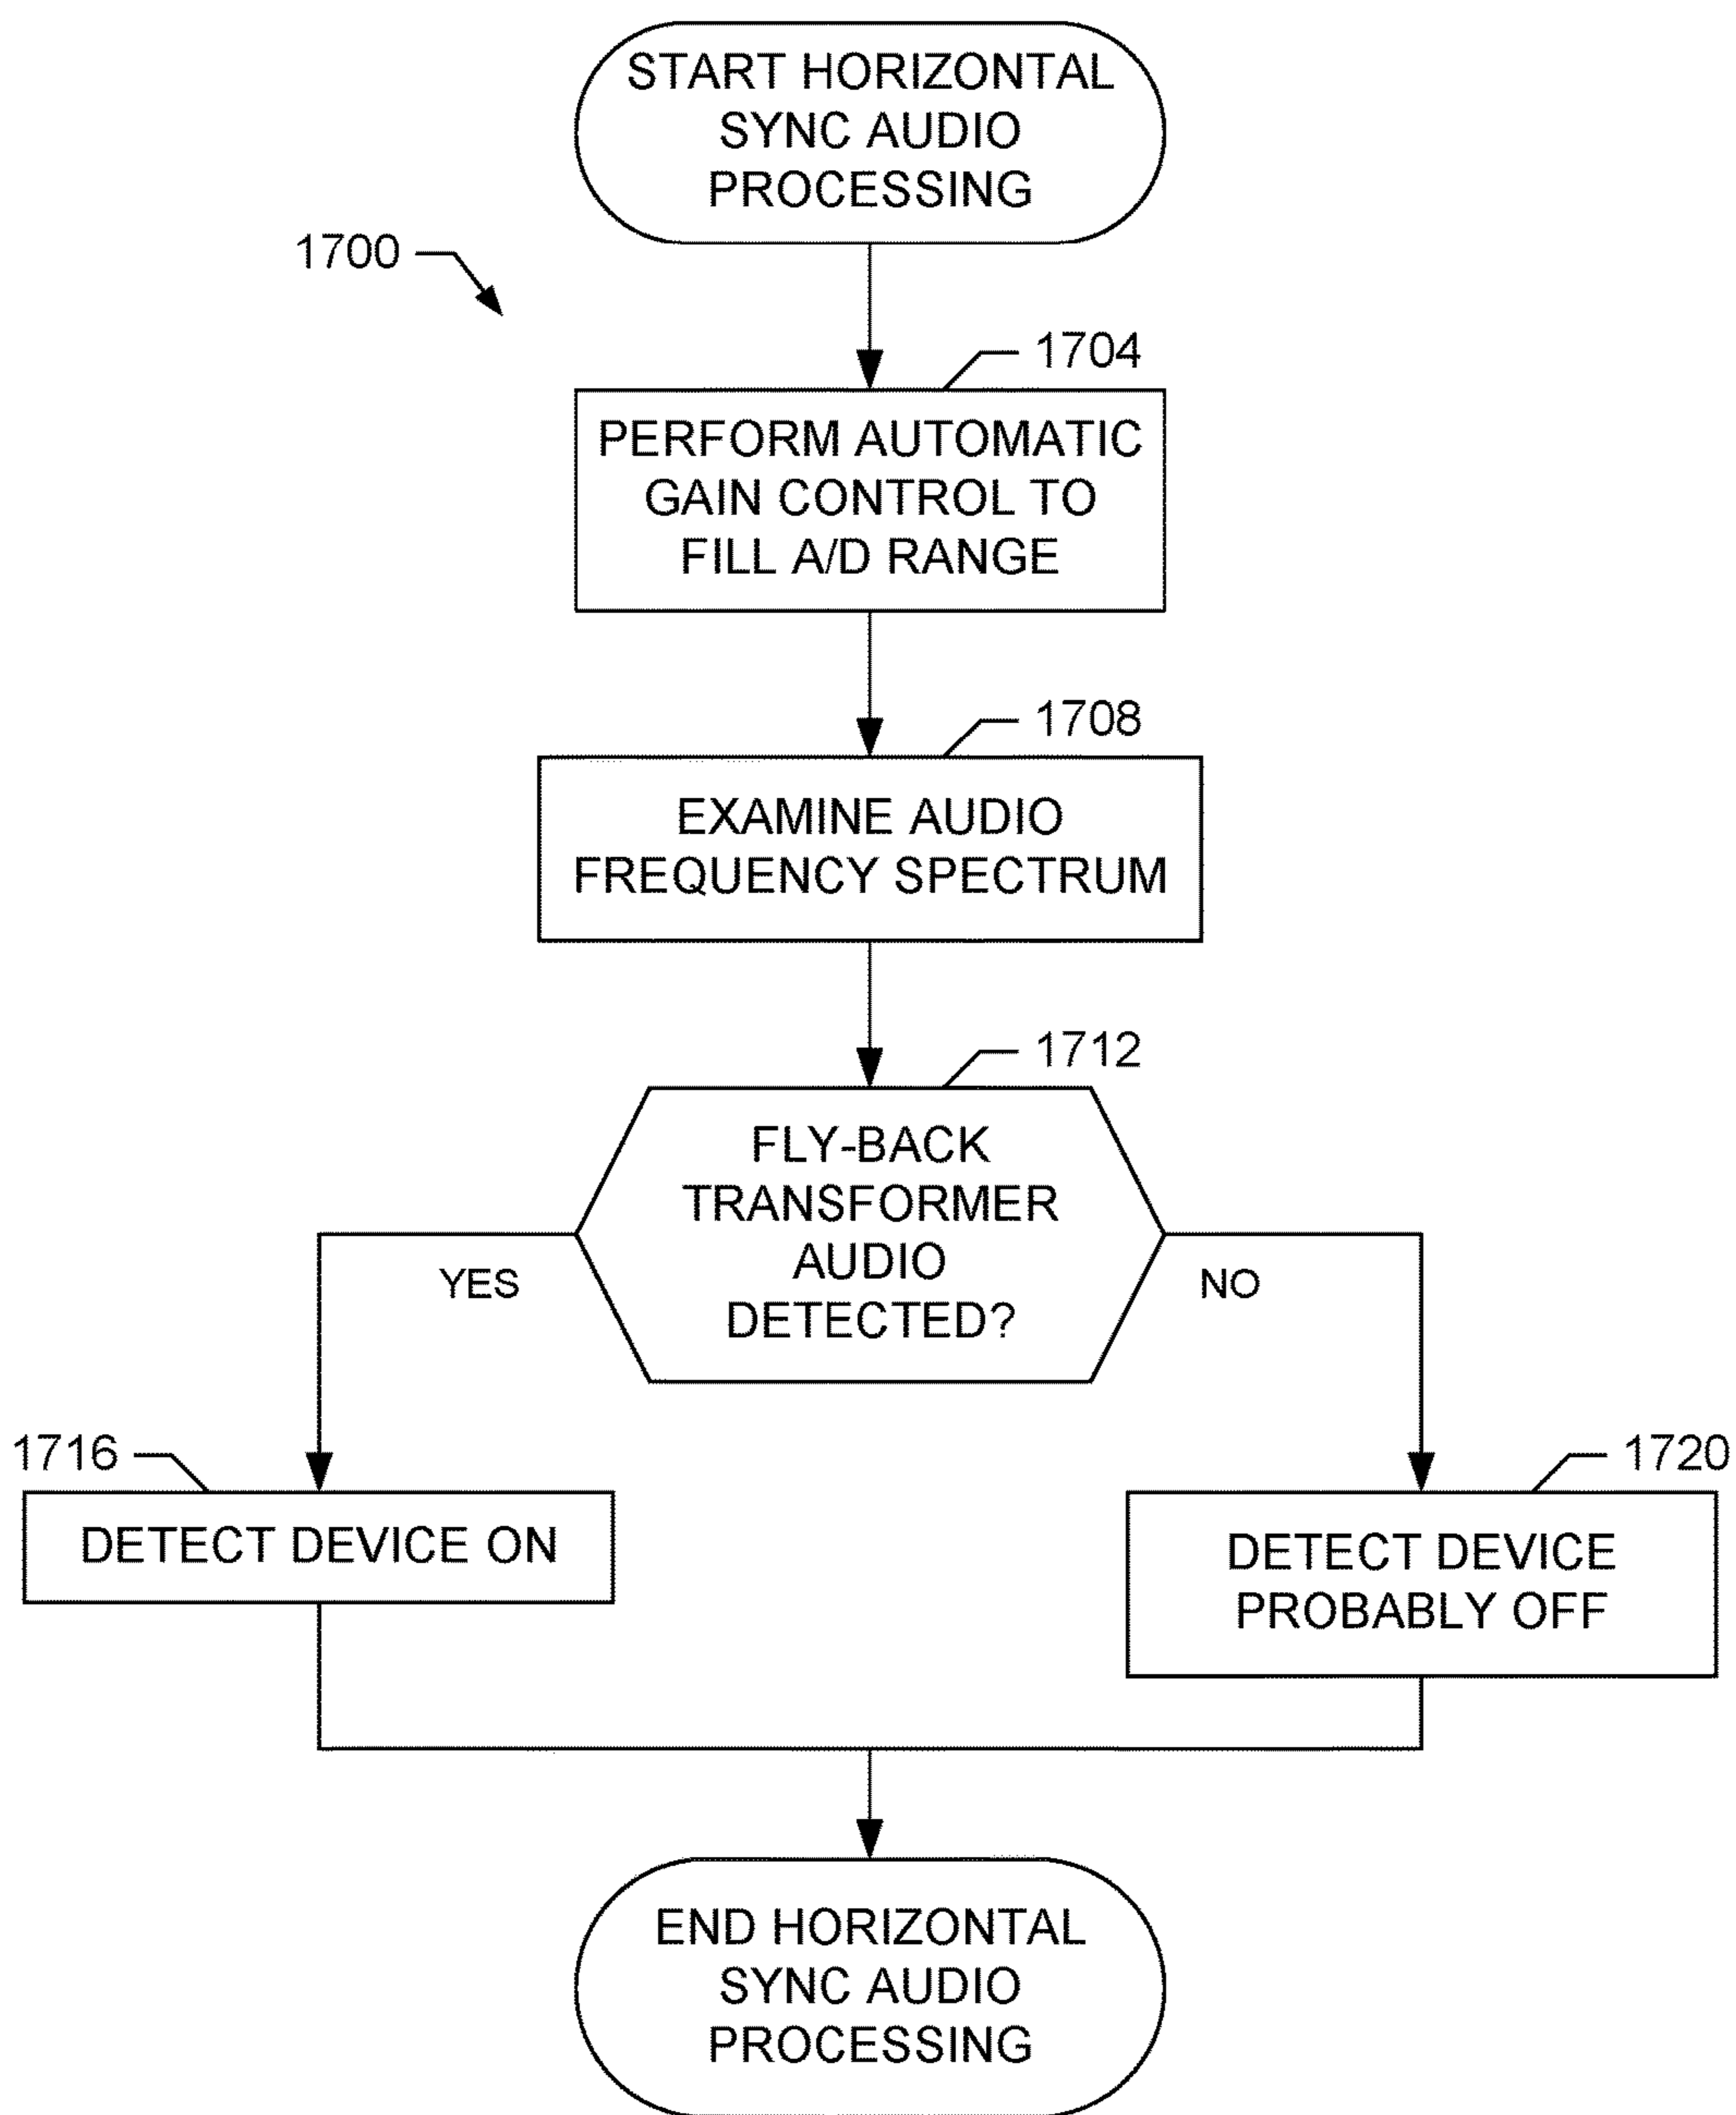 START HORIZONTAL
SYNC AUDIO
PROCESSING
1700
1704
PERFORM AUTOMATIC
GAIN CONTROL TO
FILL A/D RANGE
1708
EXAMINE AUDIO
FREQUENCY SPECTRUM
1712
FLY-BACK
TRANSFORMER
AUDIO
DETECTED?
YES
NO
1716
DETECT DEVICE ON
1720
DETECT DEVICE
PROBABLY OFF
END HORIZONTAL
SYNC AUDIO
PROCESSING